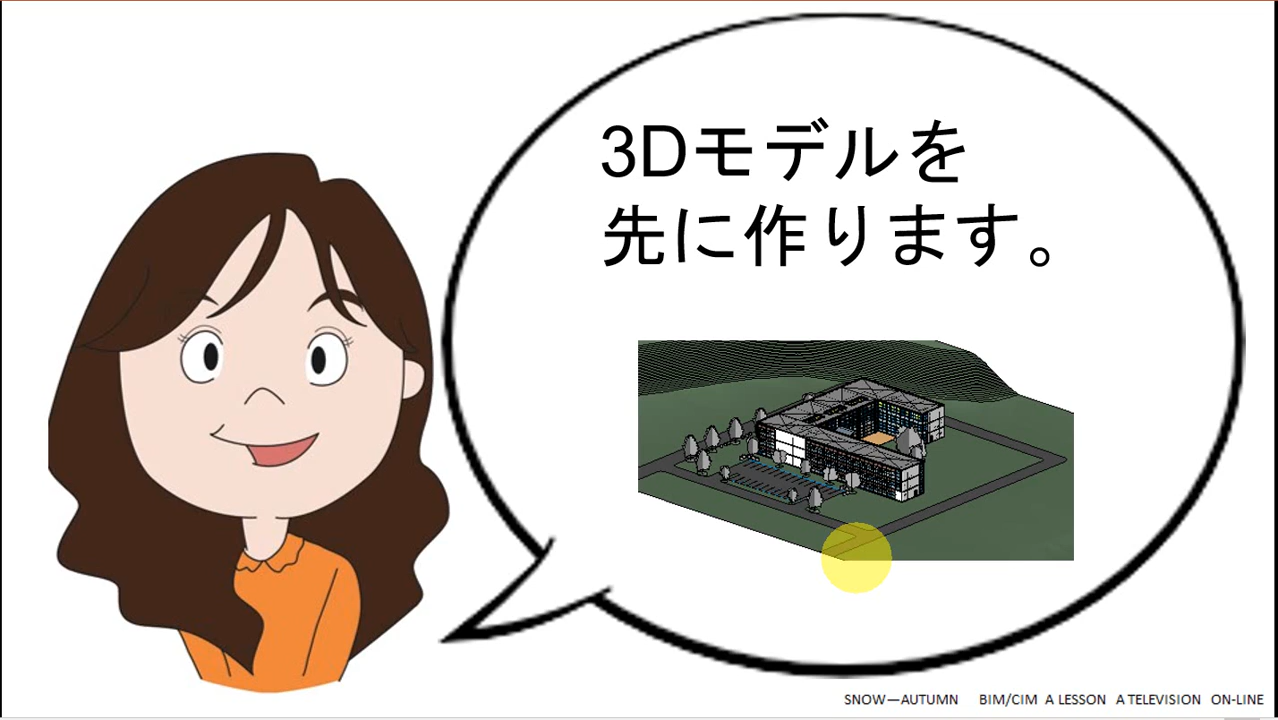 3Dモデルを
先に作ります。
SNOW―AUTUMN BIM/CIM A LESSON A TELEVISION ON-LINE